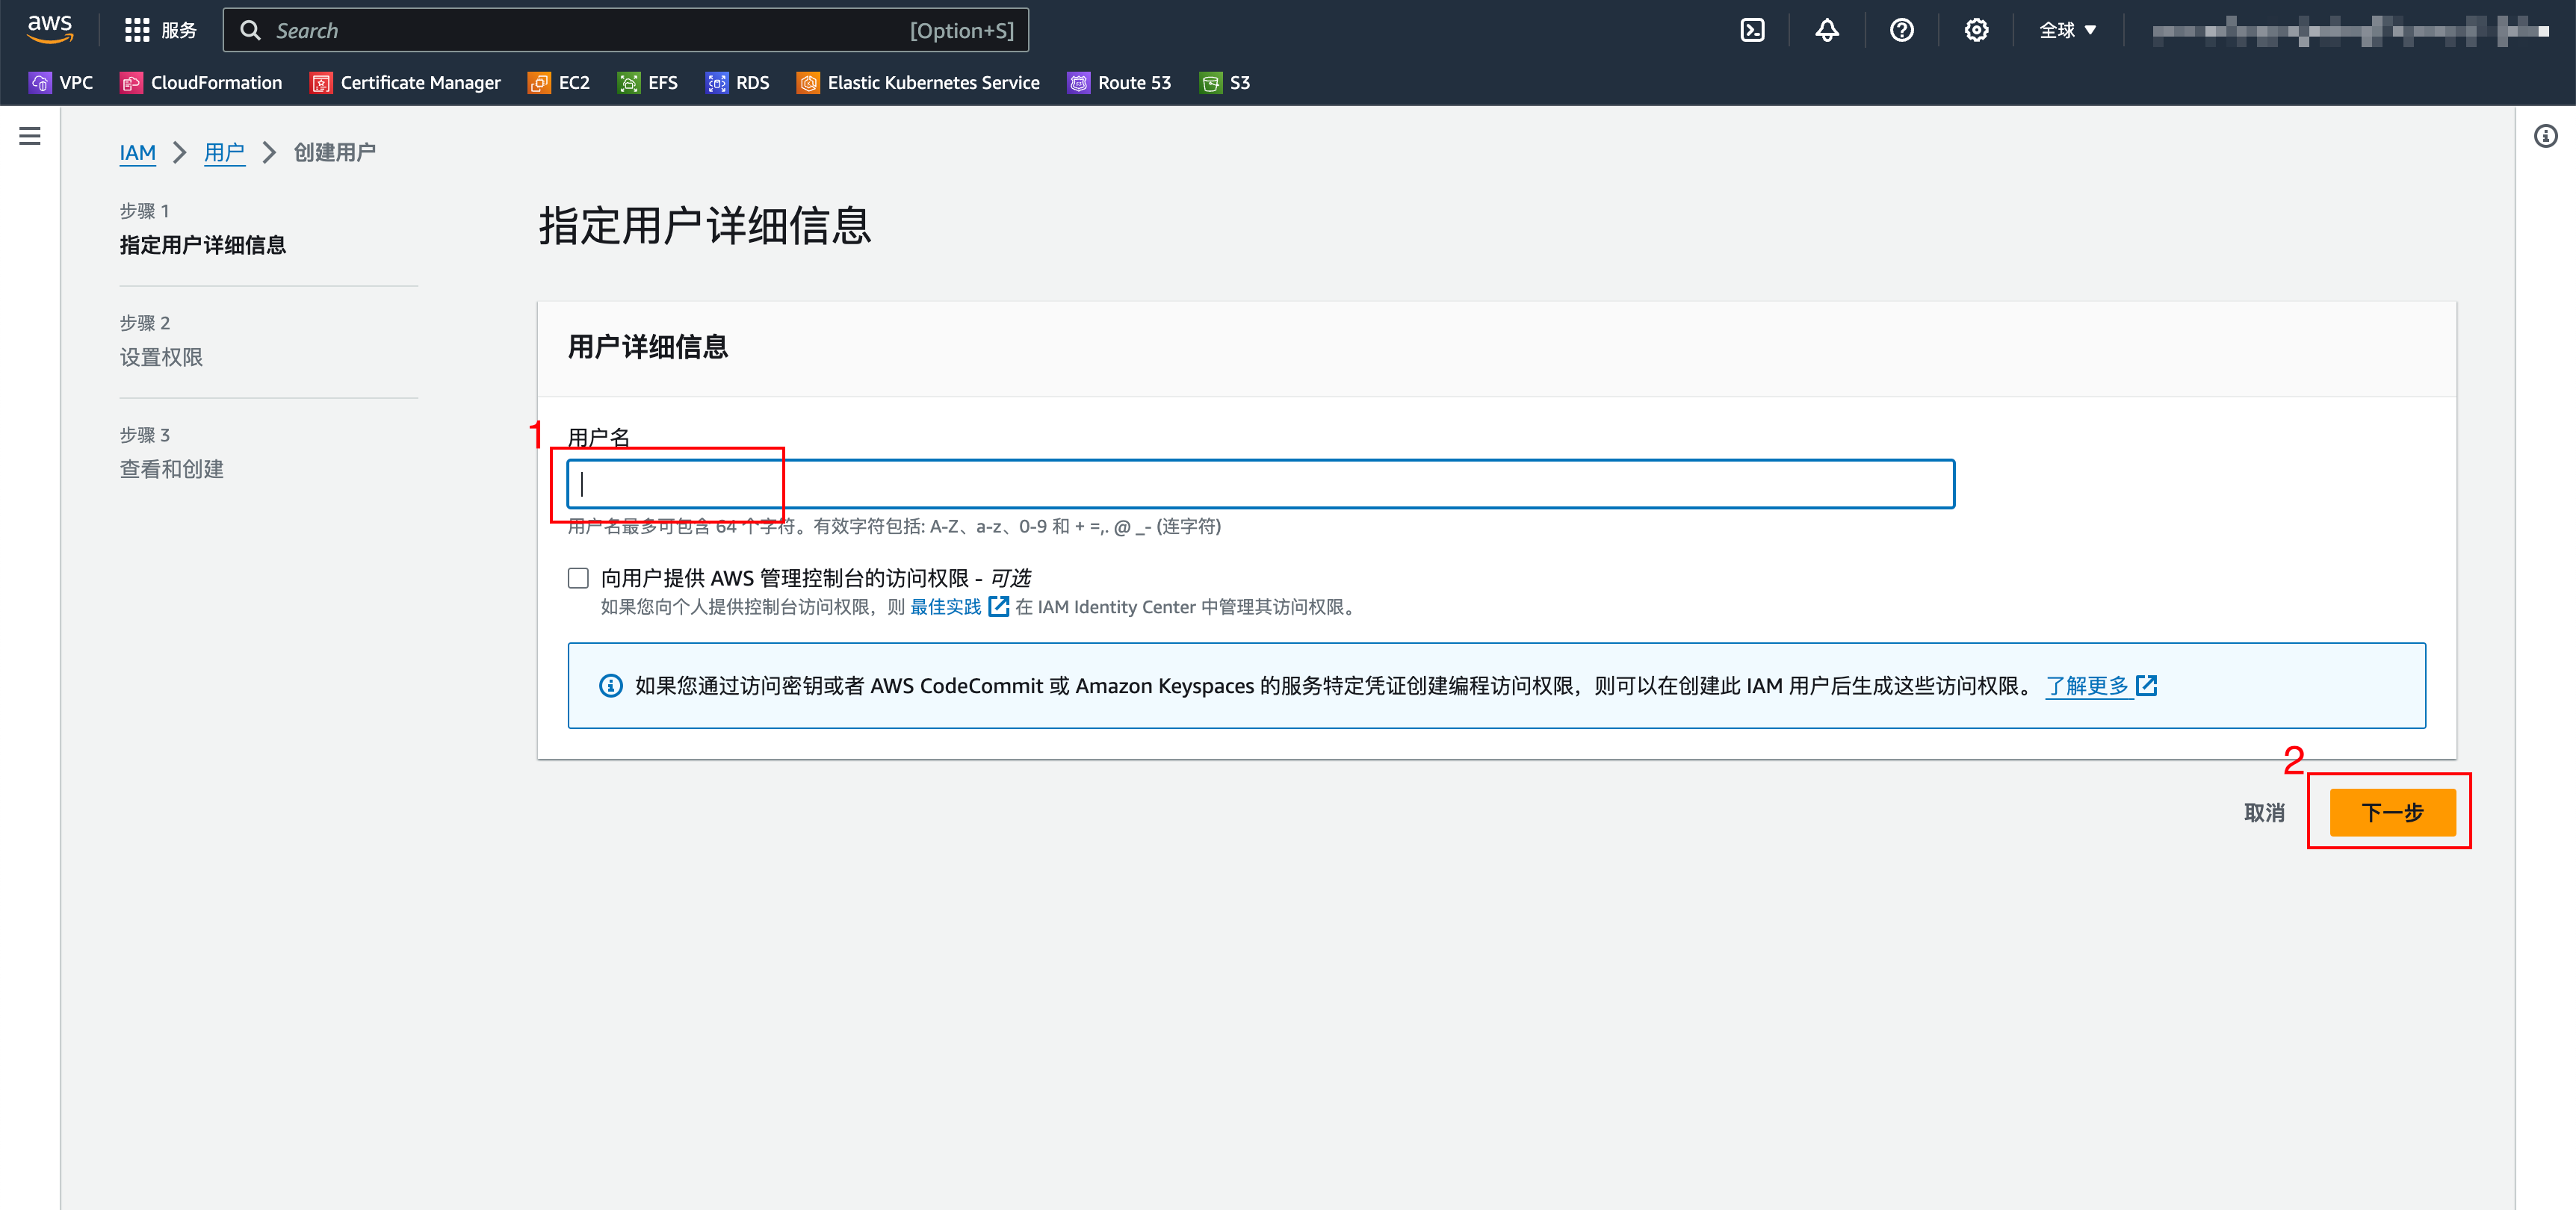 aws 服务 Search [Option+S] 全球
VPC CloudFormation Certificate Manager EC2 EFS RDS Elastic Kubernetes Service Route 53 S3
IAM 用户 创建用户
步骤 1
指定用户详细信息
步骤 2
设置权限
步骤 3
查看和创建
指定用户详细信息
用户详细信息
1
用户名
用户名最多可包含 64 个字符。有效字符包括: A-Z、a-z、0-9 和 + =,. @ _- (连字符)
向用户提供 AWS 管理控制台的访问权限 - 可选
如果您向个人提供控制台访问权限，则 最佳实践 在 IAM Identity Center 中管理其访问权限。
如果您通过访问密钥或者 AWS CodeCommit 或 Amazon Keyspaces 的服务特定凭证创建编程访问权限，则可以在创建此 IAM 用户后生成这些访问权限。 了解更多
2
取消 下一步